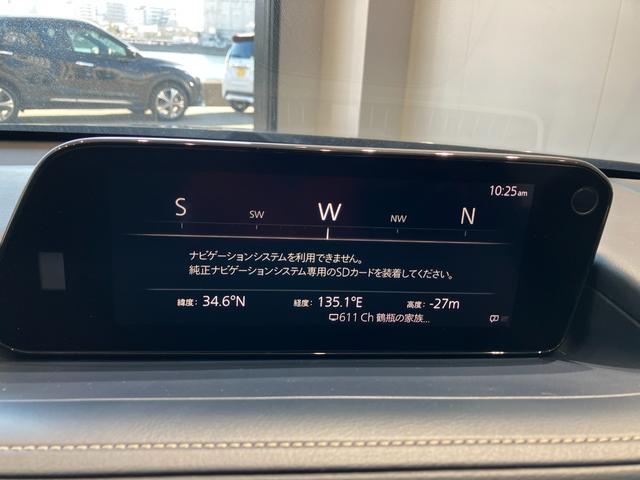 10:25am
S SW W NW N
ナビゲーションシステムを利用できません。
純正ナビゲーションシステム専用のSDカードを装着してください。
緯度: 34.6°N 経度: 135.1°E 高度: -27m
611 Ch 鶴瓶の家族...